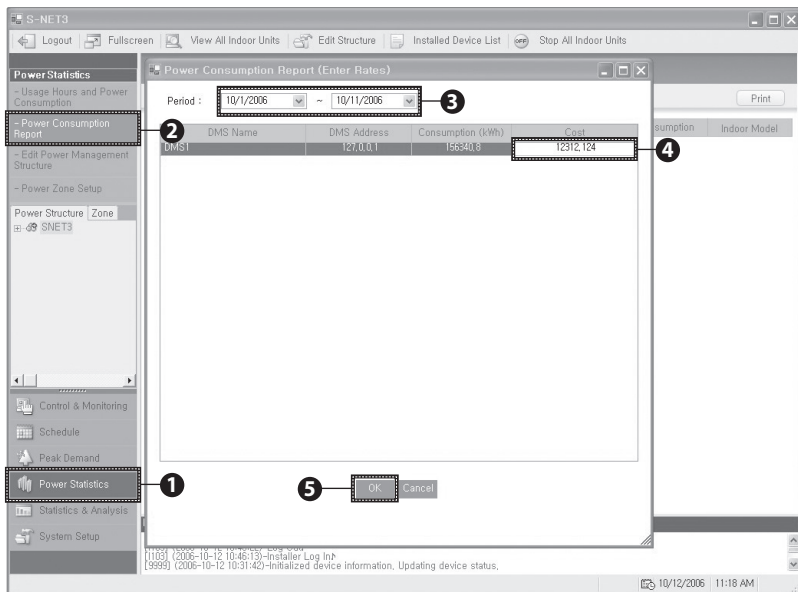 S-NET3
Logout Fullscreen View All Indoor Units Edit Structure Installed Device List OFF Stop All Indoor Units
Power Statistics
- Usage Hours and Power
Consumption
- Power Consumption
Report
- Edit Power Management
Structure
- Power Zone Setup
Power Structure Zone
SNET3
Control & Monitoring
Schedule
Peak Demand
Power Statistics
Statistics & Analysis
System Setup
1
2
Power Consumption Report (Enter Rates)
Period : 10/1/2006 ~ 10/11/2006
3
DMS Name DMS Address Consumption (kWh) Cost
DMS1 127,0,0,1 156340,8 12312,124
4
5
OK Cancel
Print
sumption Indoor Model
[1103] (2006-10-12 10:46:13)-Installer Log In
[9999] (2006-10-12 10:31:42)-Initialized device information, Updating device status,
10/12/2006 11:18 AM